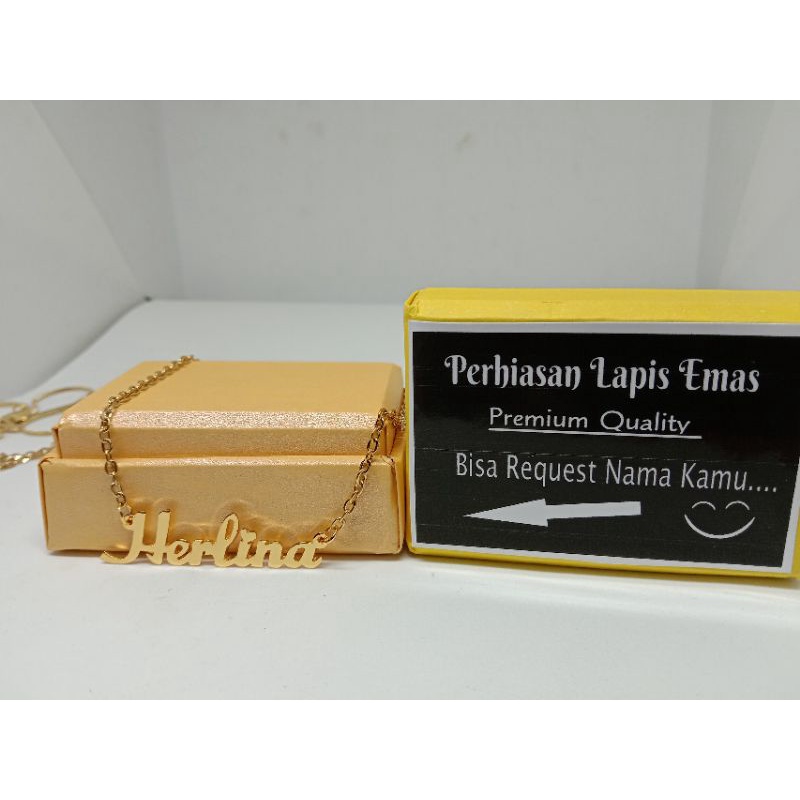 Herlina
Perhiasan Lapis Emas
Premium Quality
Bisa Request Nama Kamu....